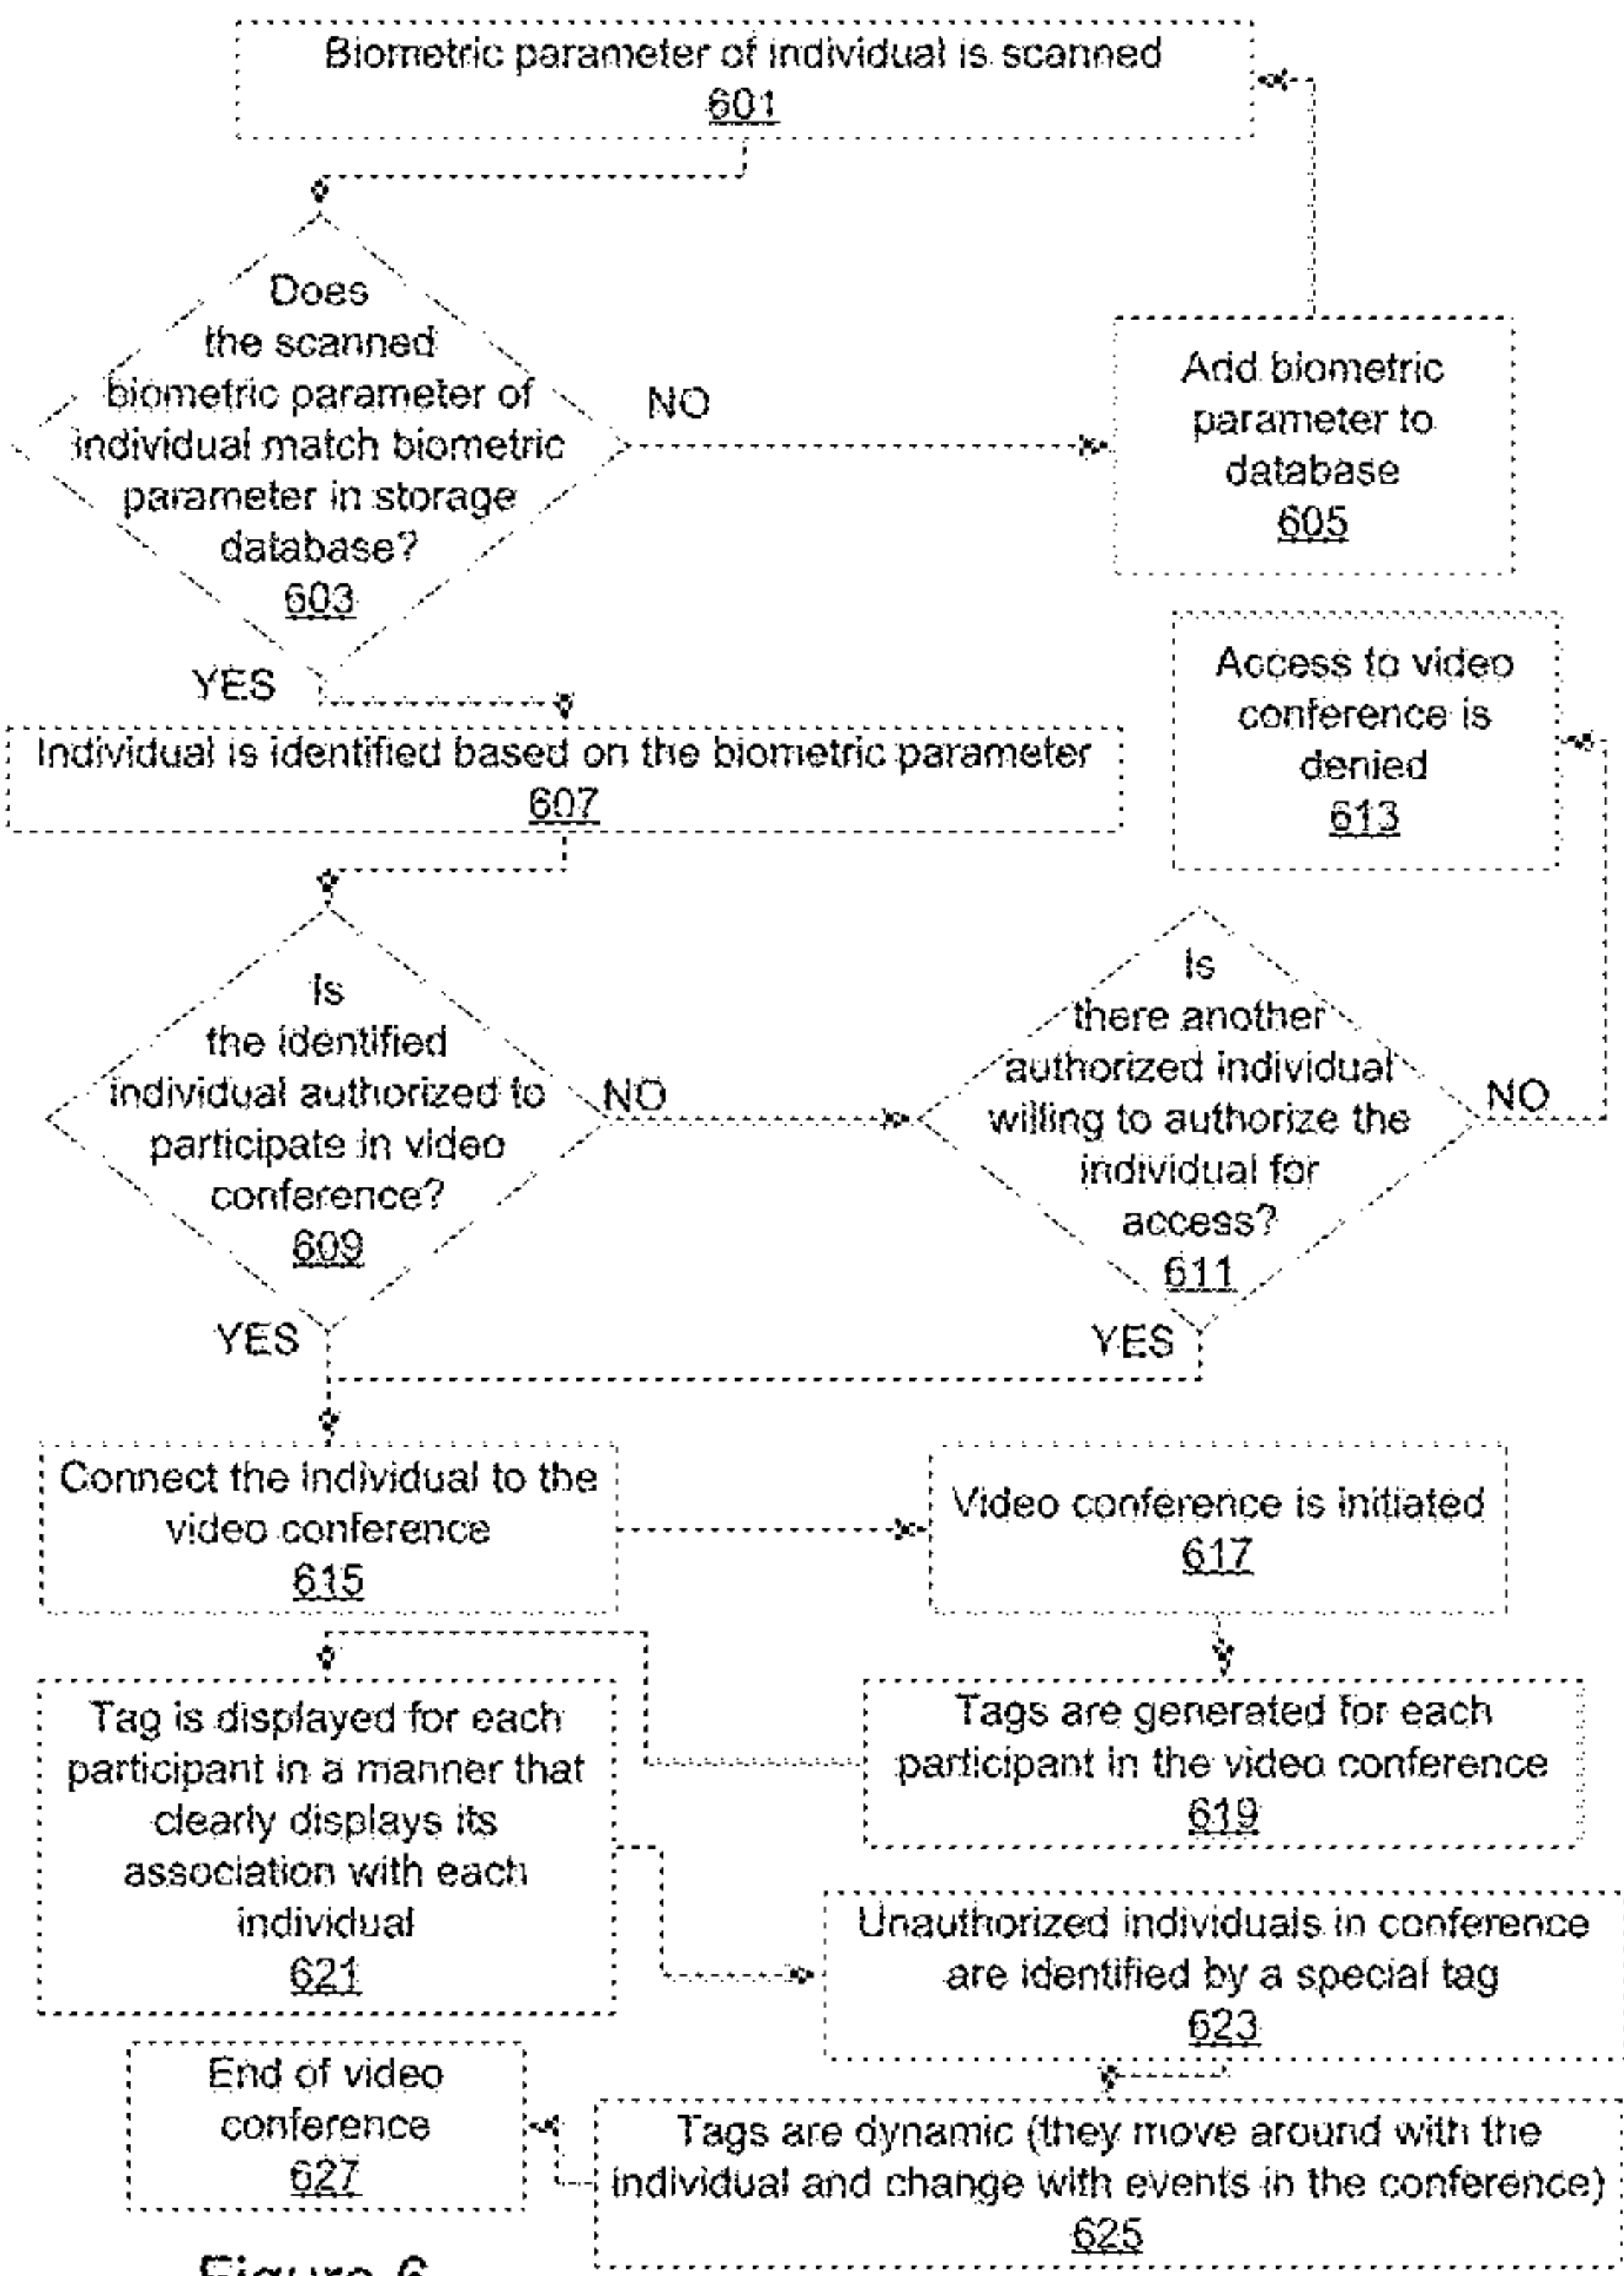 Biometric parameter of individual is scanned
601
Does
the scanned
biometric parameter of
individual match biometric
parameter in storage
database?
603
NO
Add biometric
parameter to
database
605
YES
Individual is identified based on the biometric parameter
607
Access to video
conference is
denied
613
Is
the identified
individual authorized to
participate in video
conference?
609
NO
Is
there another
authorized individual
willing to authorize the
individual for
access?
611
NO
YES
YES
Connect the individual to the
video conference
615
Video conference is initiated
617
Tags are generated for each
participant in the video conference
619
Tag is displayed for each
participant in a manner that
clearly displays its
association with each
individual
621
Unauthorized individuals in conference
are identified by a special tag
623
Tags are dynamic (they move around with the
individual and change with events in the conference)
625
End of video
conference
627
Figure 6